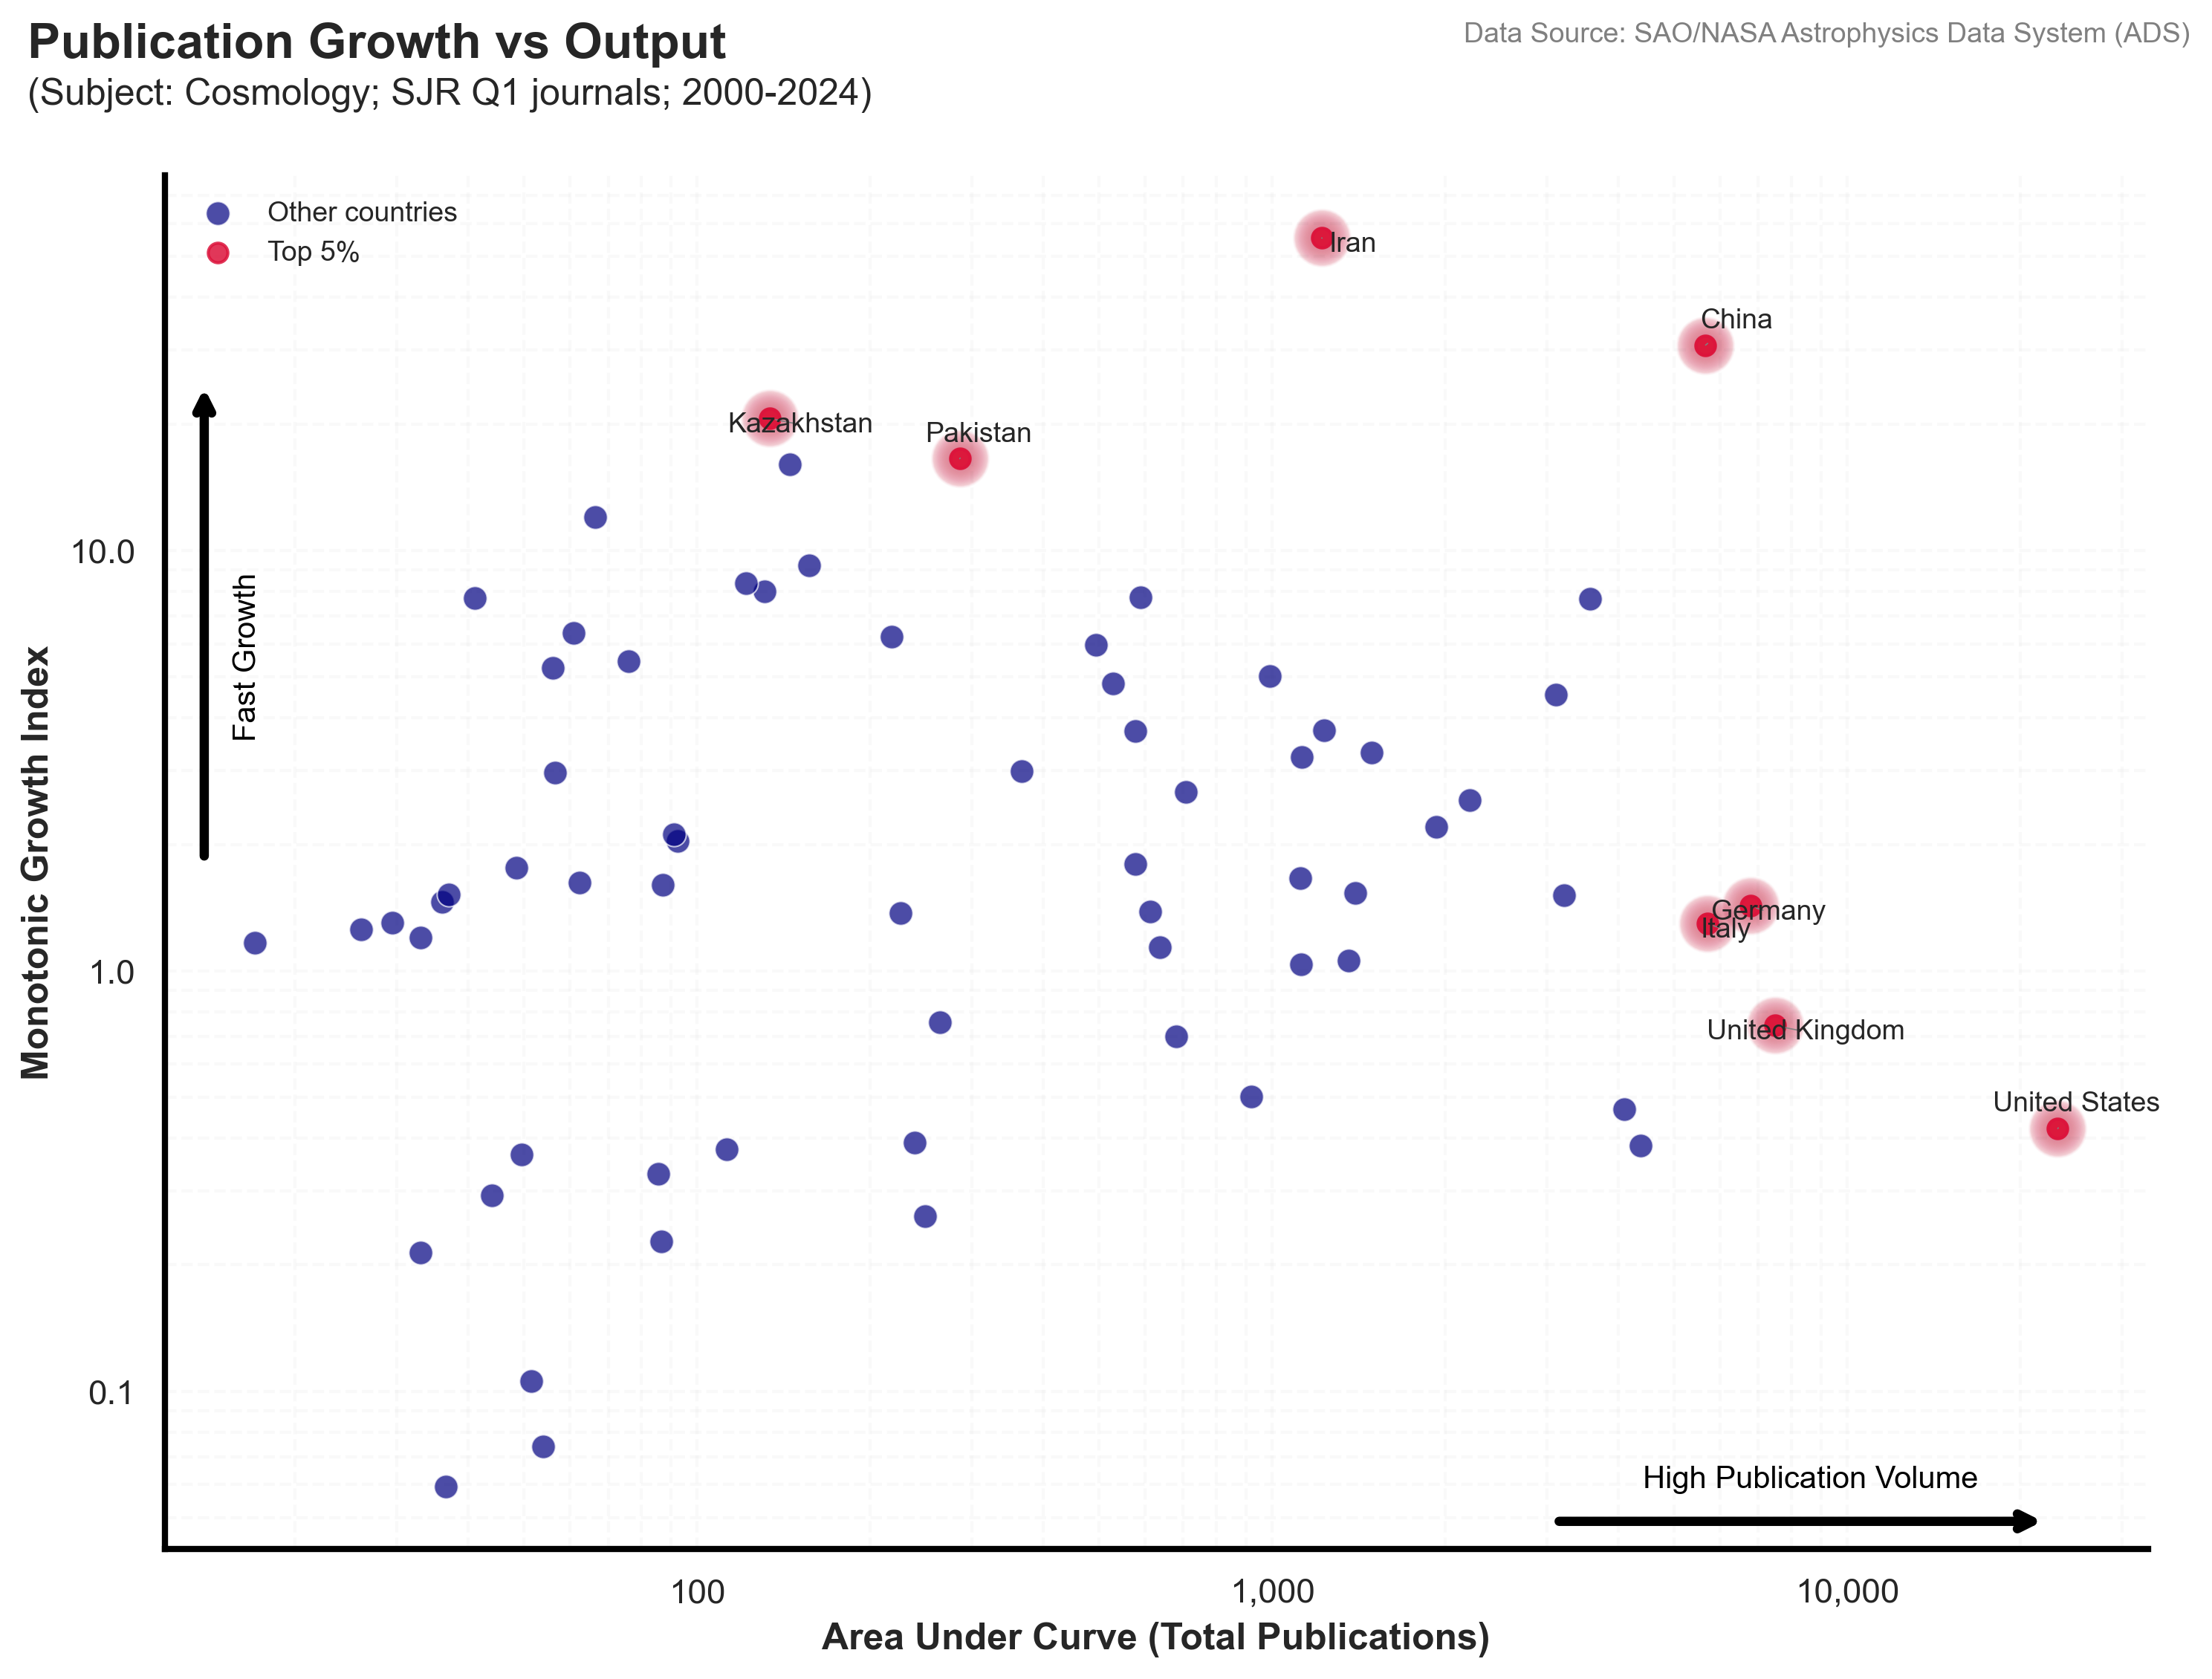 Publication Growth vs Output
(Subject: Cosmology; SJR Q1 journals; 2000-2024)
Data Source: SAO/NASA Astrophysics Data System (ADS)
Other countries
Top 5%
Iran
China
Kazakhstan
Pakistan
Germany
Italy
United Kingdom
United States
Fast Growth
High Publication Volume
Monotonic Growth Index
10.0
1.0
0.1
100
1,000
10,000
Area Under Curve (Total Publications)